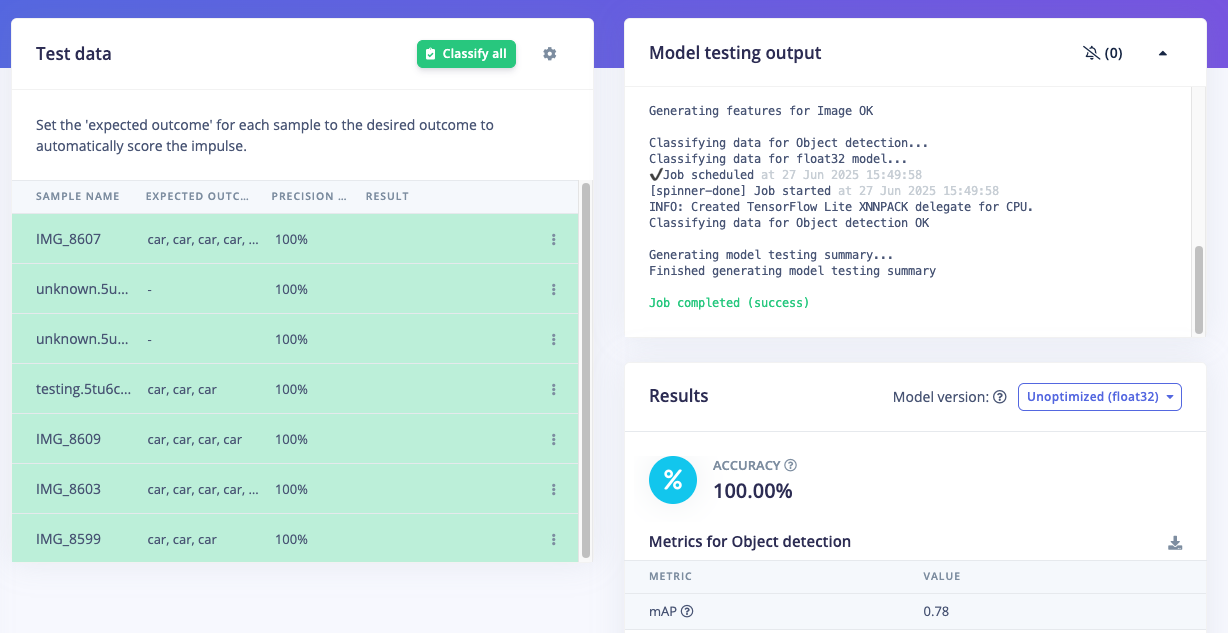 Test data
Classify all
Set the 'expected outcome' for each sample to the desired outcome to
automatically score the impulse.
SAMPLE NAME EXPECTED OUTC... PRECISION ... RESULT
IMG_8607 car, car, car, car, ... 100%
unknown.5u... - 100%
unknown.5u... - 100%
testing.5tu6c... car, car, car 100%
IMG_8609 car, car, car, car 100%
IMG_8603 car, car, car, car, ... 100%
IMG_8599 car, car, car 100%
Model testing output
(0)
Generating features for Image OK
Classifying data for Object detection...
Classifying data for float32 model...
✔Job scheduled at 27 Jun 2025 15:49:58
[spinner-done] Job started at 27 Jun 2025 15:49:58
INFO: Created TensorFlow Lite XNNPACK delegate for CPU.
Classifying data for Object detection OK
Generating model testing summary...
Finished generating model testing summary
Job completed (success)
Results
Model version: ? Unoptimized (float32)
%
ACCURACY ?
100.00%
Metrics for Object detection
METRIC VALUE
mAP ? 0.78